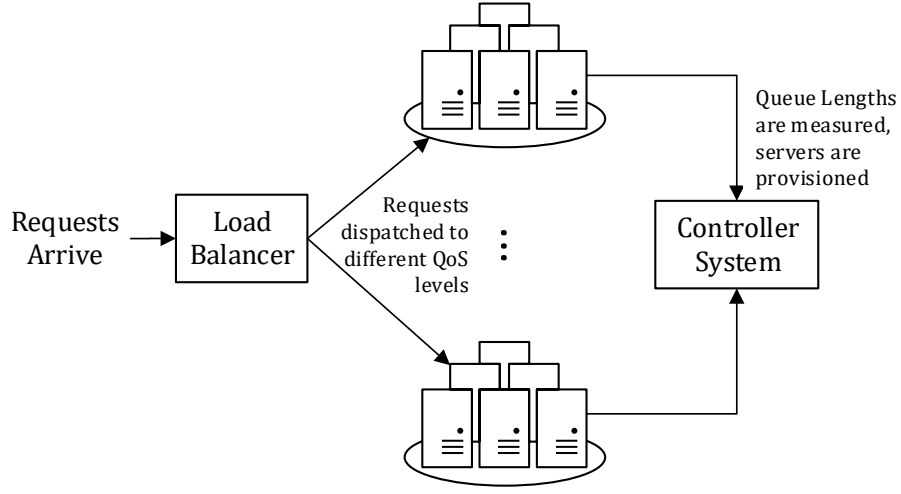 Requests
Arrive
Load
Balancer
Requests
dispatched to
different QoS
levels
Queue Lengths
are measured,
servers are
provisioned
Controller
System